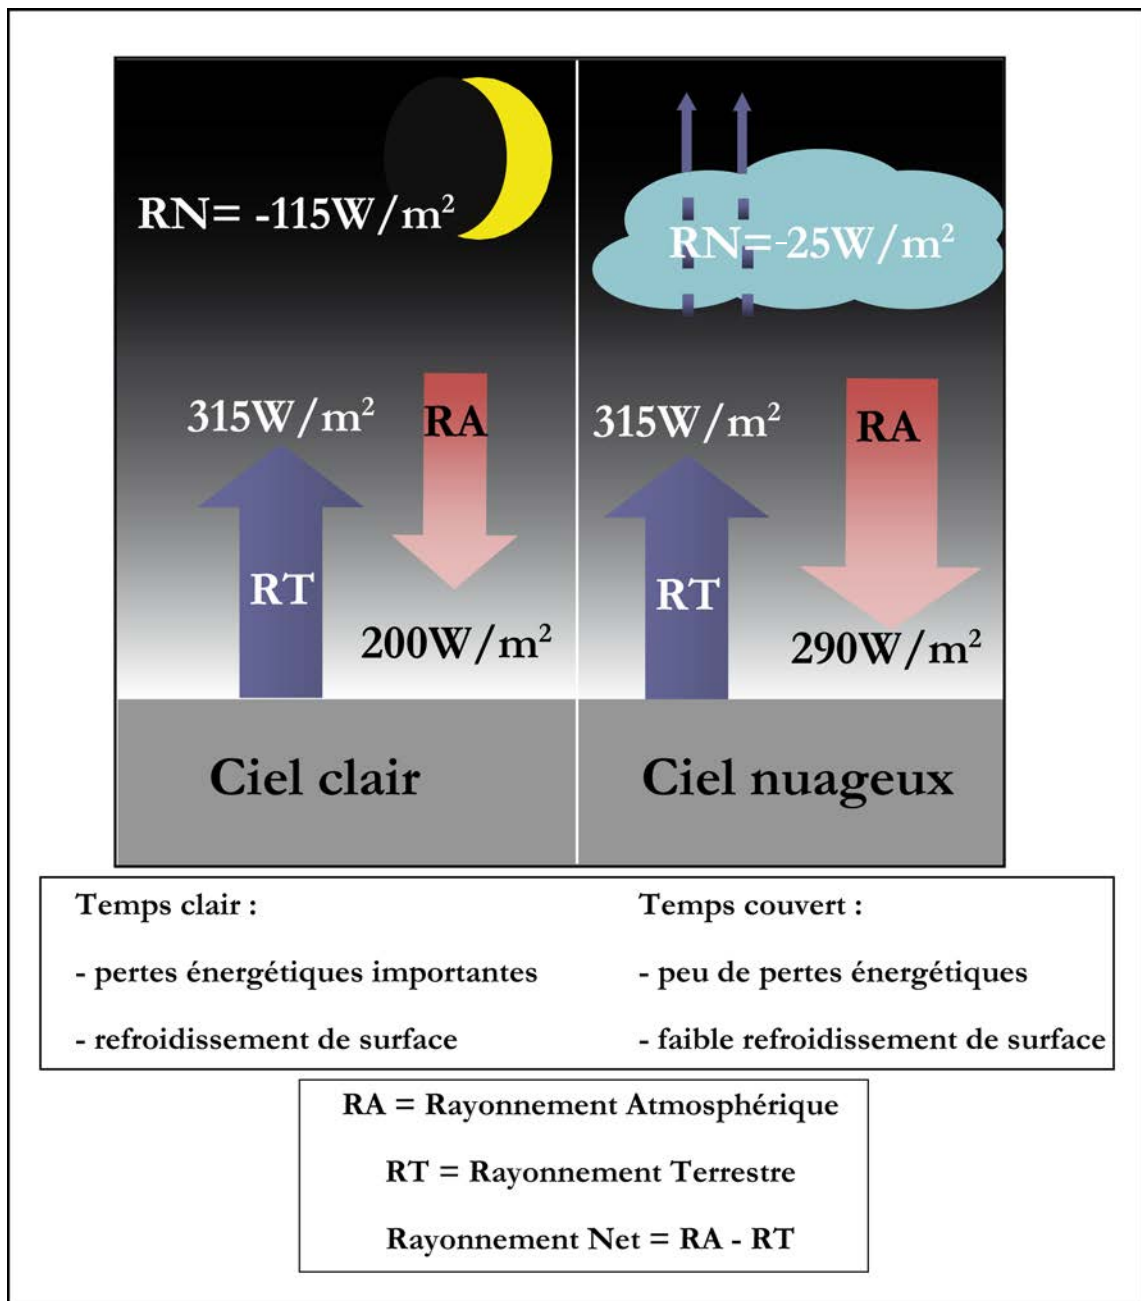 RN= -115W/m²
RN=-25W/m²
315W/m²
RA
315W/m²
RA
RT
200W/m²
RT
290W/m²
Ciel clair
Ciel nuageux
Temps clair :
- pertes énergétiques importantes
- refroidissement de surface
Temps couvert :
- peu de pertes énergétiques
- faible refroidissement de surface
RA = Rayonnement Atmosphérique
RT = Rayonnement Terrestre
Rayonnement Net = RA - RT